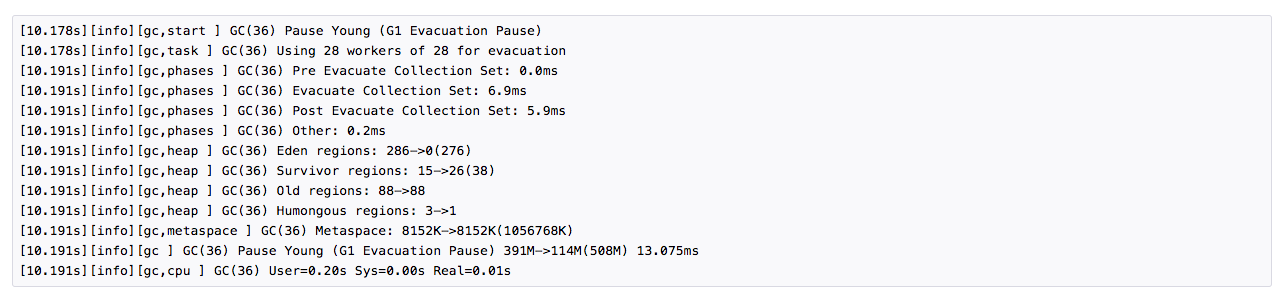 [10.178s][info][gc,start ] GC(36) Pause Young (G1 Evacuation Pause)
[10.178s][info][gc,task ] GC(36) Using 28 workers of 28 for evacuation
[10.191s][info][gc,phases ] GC(36) Pre Evacuate Collection Set: 0.0ms
[10.191s][info][gc,phases ] GC(36) Evacuate Collection Set: 6.9ms
[10.191s][info][gc,phases ] GC(36) Post Evacuate Collection Set: 5.9ms
[10.191s][info][gc,phases ] GC(36) Other: 0.2ms
[10.191s][info][gc,heap ] GC(36) Eden regions: 286–>0(276)
[10.191s][info][gc,heap ] GC(36) Survivor regions: 15–>26(38)
[10.191s][info][gc,heap ] GC(36) Old regions: 88–>88
[10.191s][info][gc,heap ] GC(36) Humongous regions: 3–>1
[10.191s][info][gc,metaspace ] GC(36) Metaspace: 8152K–>8152K(1056768K)
[10.191s][info][gc ] GC(36) Pause Young (G1 Evacuation Pause) 391M–>114M(508M) 13.075ms
[10.191s][info][gc,cpu ] GC(36) User=0.20s Sys=0.00s Real=0.01s